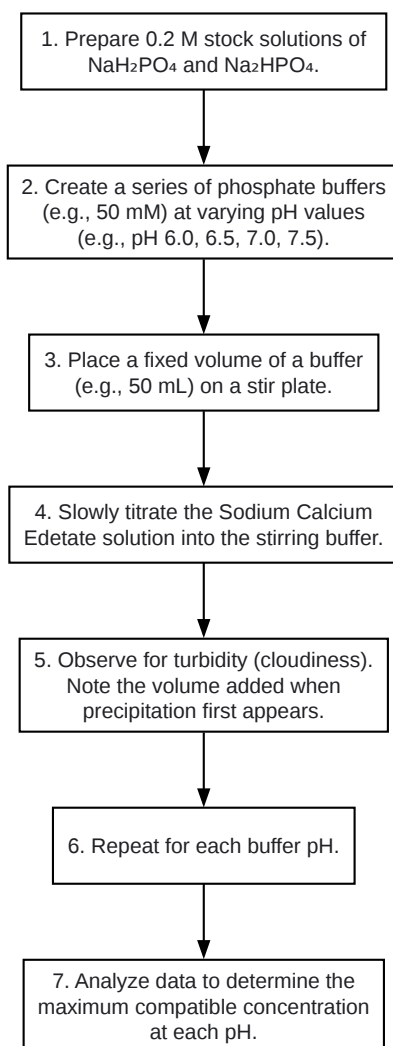 1. Prepare 0.2 M stock solutions of
NaH₂PO₄ and Na₂HPO₄.
2. Create a series of phosphate buffers
(e.g., 50 mM) at varying pH values
(e.g., pH 6.0, 6.5, 7.0, 7.5).
3. Place a fixed volume of a buffer
(e.g., 50 mL) on a stir plate.
4. Slowly titrate the Sodium Calcium
Edetate solution into the stirring buffer.
5. Observe for turbidity (cloudiness).
Note the volume added when
precipitation first appears.
6. Repeat for each buffer pH.
7. Analyze data to determine the
maximum compatible concentration
at each pH.